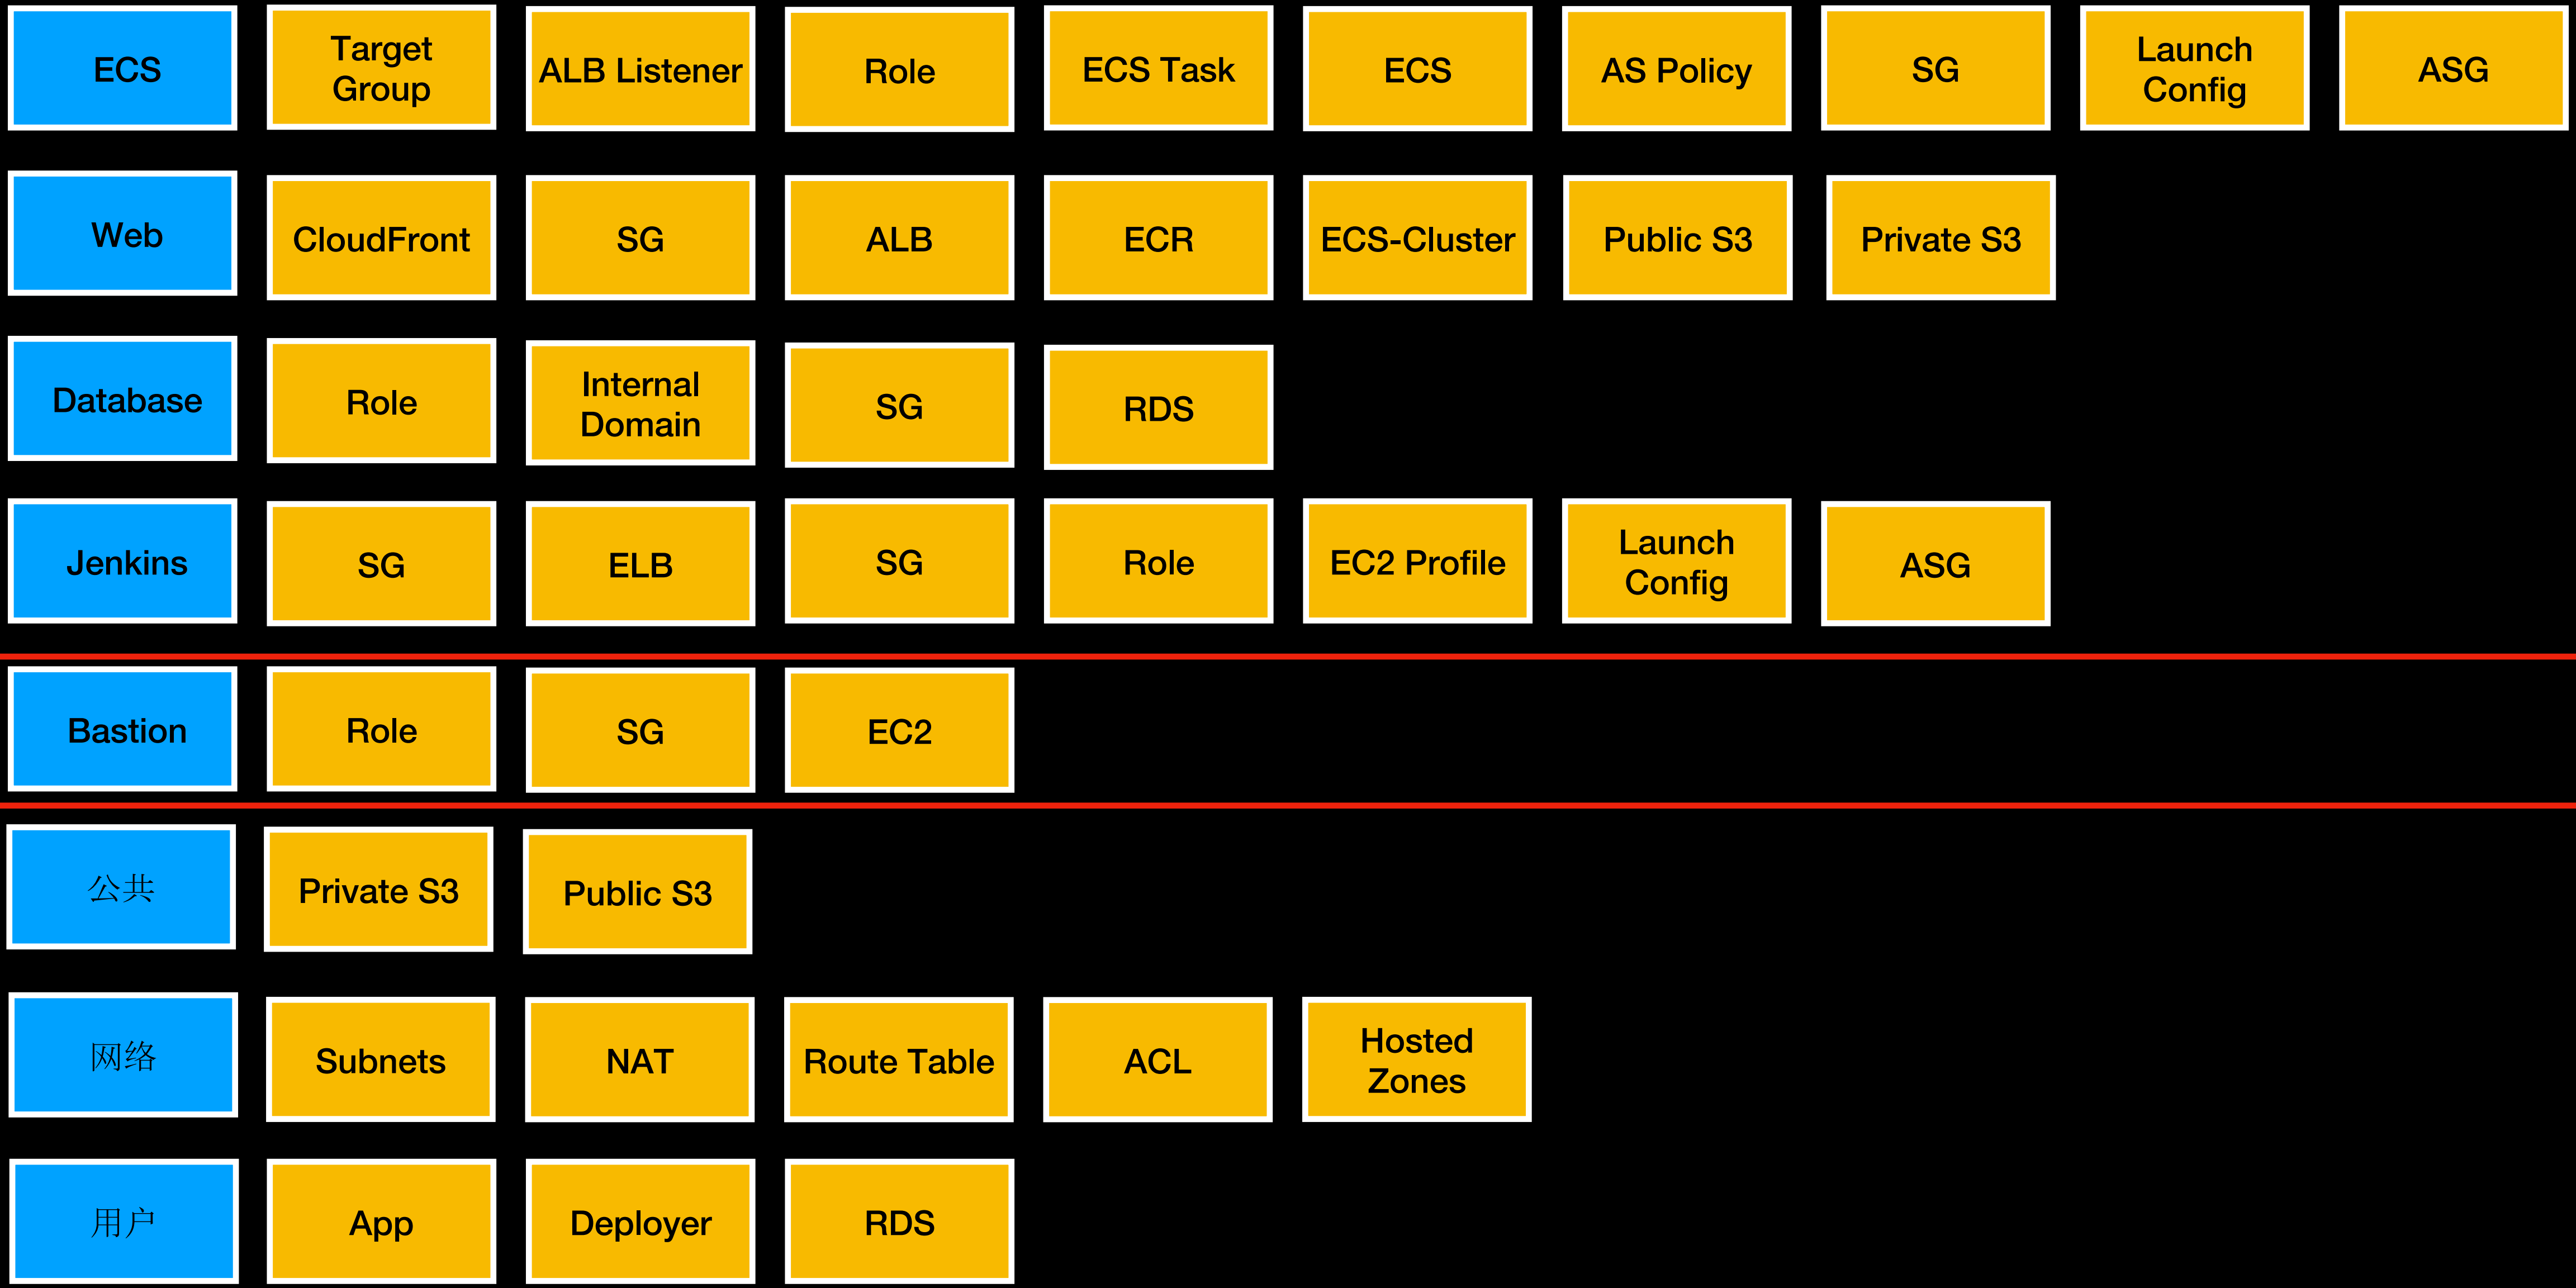 ECS
Target
Group
ALB Listener
Role
ECS Task
ECS
AS Policy
SG
Launch
Config
ASG
Web
CloudFront
SG
ALB
ECR
ECS-Cluster
Public S3
Private S3
Database
Role
Internal
Domain
SG
RDS
Jenkins
SG
ELB
SG
Role
EC2 Profile
Launch
Config
ASG
Bastion
Role
SG
EC2
公共
Private S3
Public S3
网络
Subnets
NAT
Route Table
ACL
Hosted
Zones
用户
App
Deployer
RDS